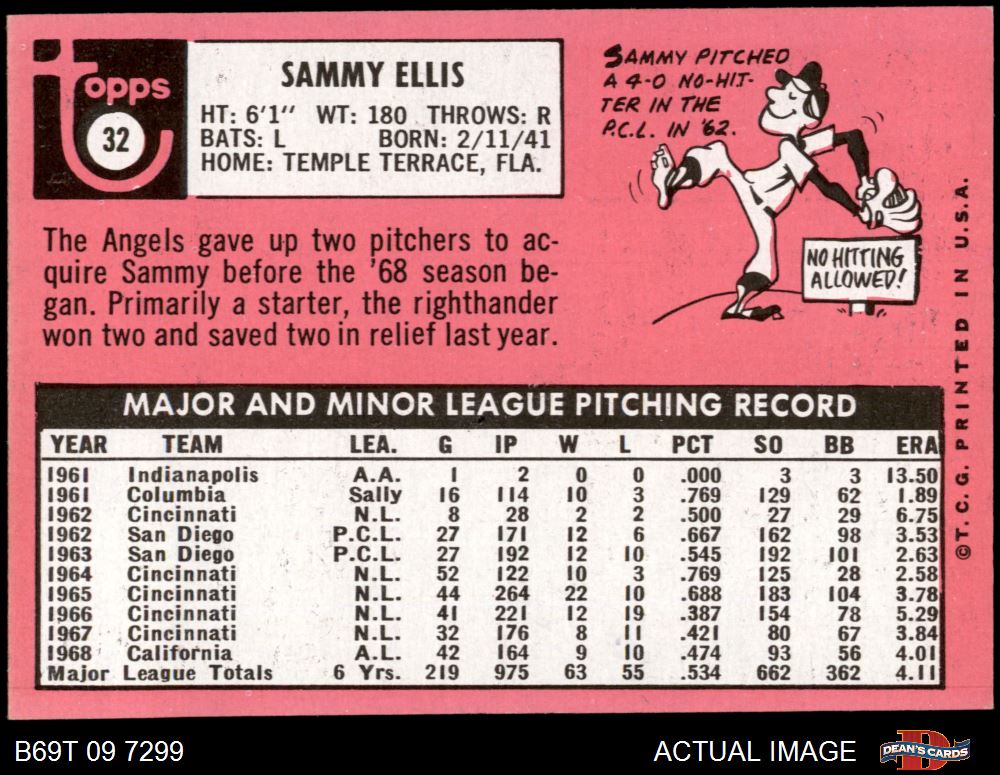 Topps
32
SAMMY ELLIS
HT: 6'1" WT: 180 THROWS: R
BATS: L BORN: 2/11/41
HOME: TEMPLE TERRACE, FLA.
SAMMY PITCHED
A 4-0 NO-HIT-
TER IN THE
P.C.L. IN '62.
NO HITTING
ALLOWED!
The Angels gave up two pitchers to ac-
quire Sammy before the '68 season be-
gan. Primarily a starter, the righthander
won two and saved two in relief last year.
MAJOR AND MINOR LEAGUE PITCHING RECORD
YEAR TEAM LEA. G IP W L PCT SO BB ERA
1961 Indianapolis A.A. 1 2 0 0 .000 3 3 13.50
1961 Columbia Sally 16 114 10 3 .769 129 62 1.89
1962 Cincinnati N.L. 8 28 2 2 .500 27 29 6.75
1962 San Diego P.C.L. 27 171 12 6 .667 162 98 3.53
1963 San Diego P.C.L. 27 192 12 10 .545 192 101 2.63
1964 Cincinnati N.L. 52 122 10 3 .769 125 28 2.58
1965 Cincinnati N.L. 44 264 22 10 .688 183 104 3.78
1966 Cincinnati N.L. 41 221 12 19 .387 154 78 5.29
1967 Cincinnati N.L. 32 176 8 11 .421 80 67 3.84
1968 California A.L. 42 164 9 10 .474 93 56 4.01
Major League Totals 6 Yrs. 219 975 63 55 .534 662 362 4.11
©T.C.G. PRINTED IN U.S.A.
B69T 09 7299
ACTUAL IMAGE
DEAN'S CARDS